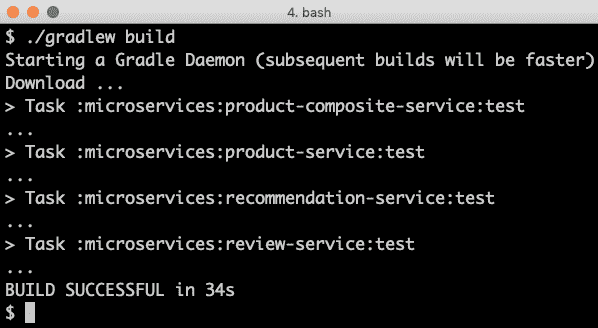 4. bash
$ ./gradlew build
Starting a Gradle Daemon (subsequent builds will be faster)
Download ...
> Task :microservices:product-composite-service:test
...
> Task :microservices:product-service:test
...
> Task :microservices:recommendation-service:test
...
> Task :microservices:review-service:test
...
BUILD SUCCESSFUL in 34s
$